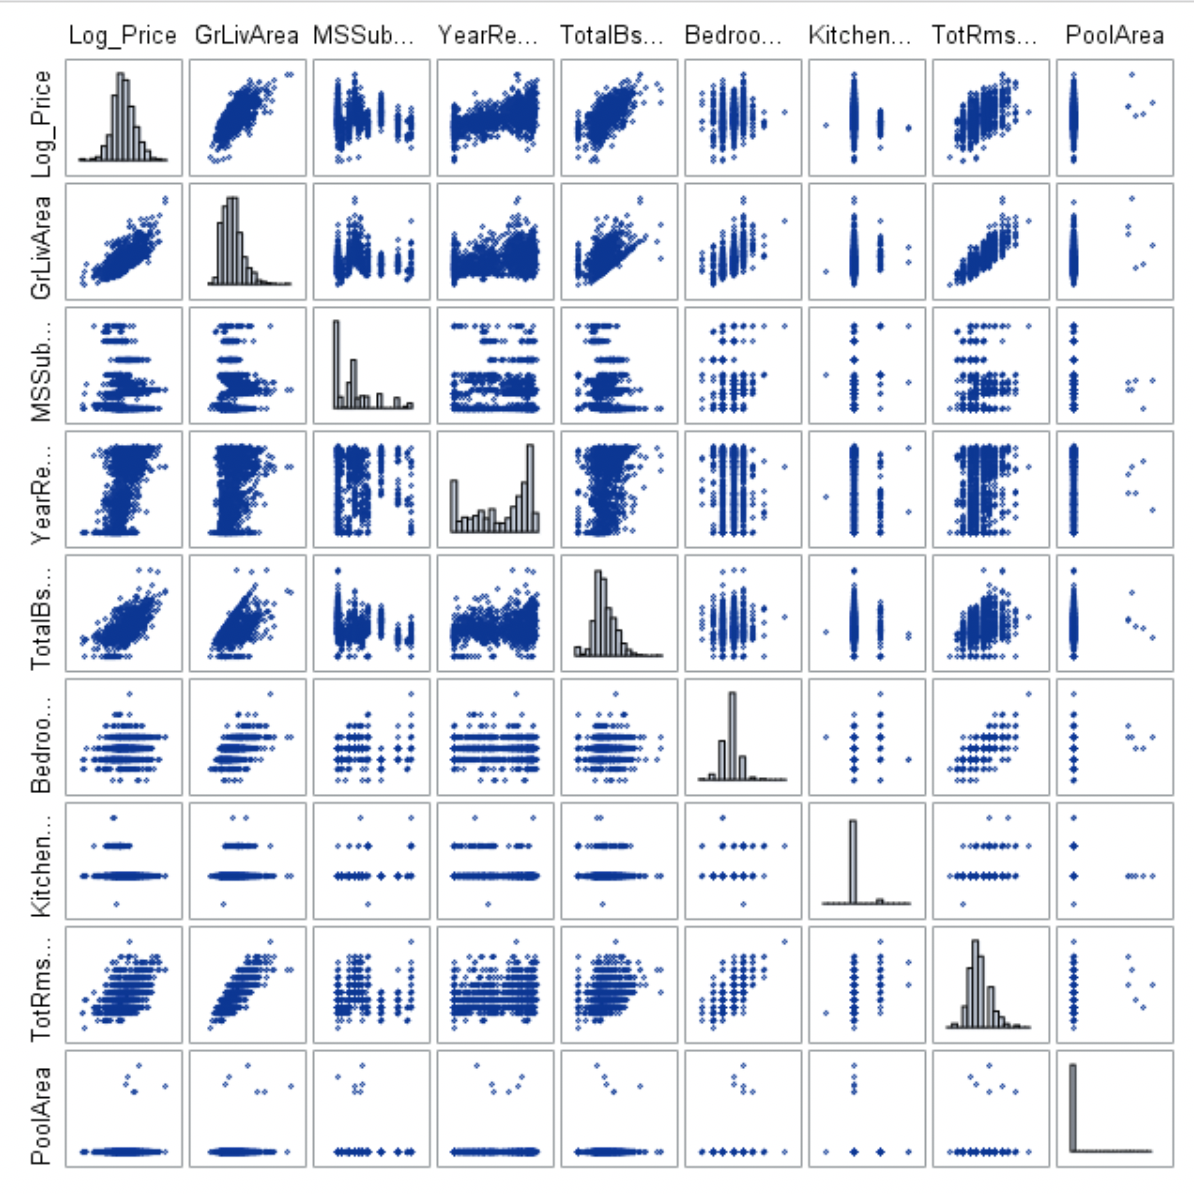 Log_Price GrLivArea MSSub... YearRe... TotalBs... Bedroo... Kitchen... TotRms... PoolArea
Log_Price
GrLivArea
MSSub...
YearRe...
TotalBs...
Bedroo...
Kitchen...
TotRms...
PoolArea